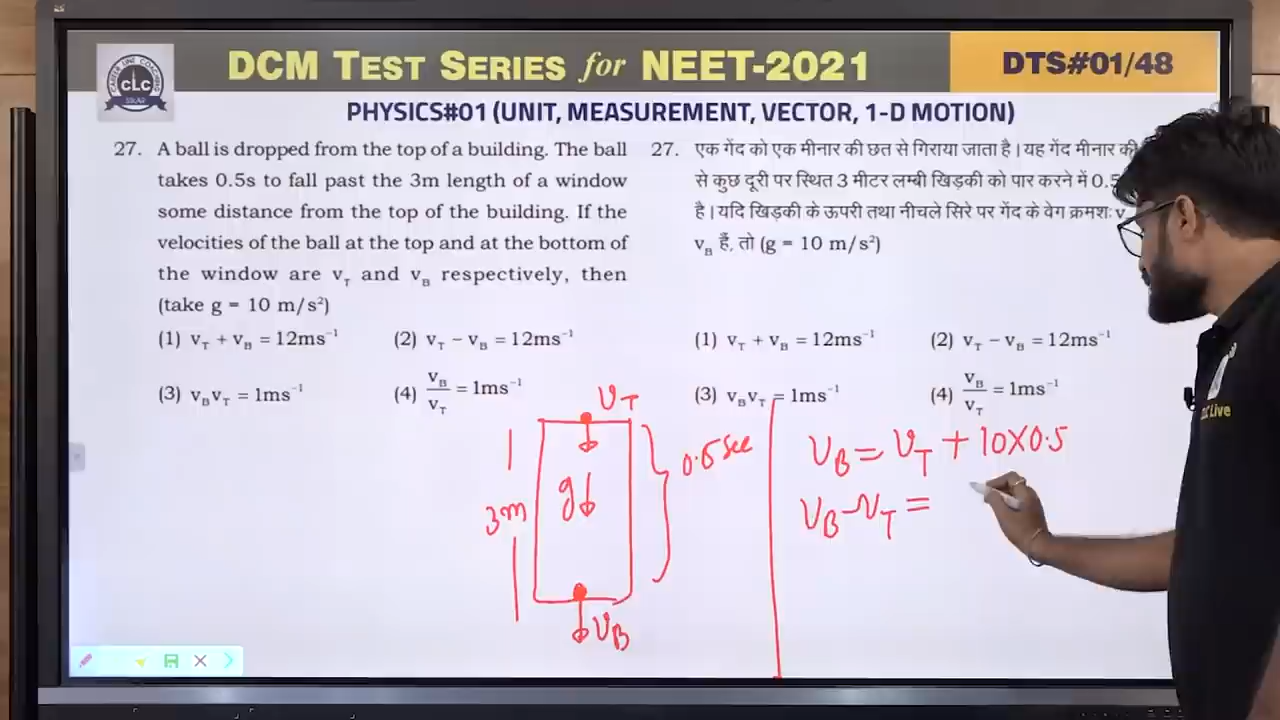 DCM TEST SERIES for NEET-2021
DTS#01/48
CAREER LINE COACHING
CLC
SIKAR
PHYSICS#01 (UNIT, MEASUREMENT, VECTOR, 1-D MOTION)
27. A ball is dropped from the top of a building. The ball
takes 0.5s to fall past the 3m length of a window
some distance from the top of the building. If the
velocities of the ball at the top and at the bottom of
the window are v_T and v_B respectively, then
(take g = 10 m/s²)
(1) v_T + v_B = 12ms⁻¹
(2) v_T − v_B = 12ms⁻¹
(3) v_B v_T = 1ms⁻¹
(4) v_B/v_T = 1ms⁻¹
27. एक गेंद को एक मीनार की छत से गिराया जाता है। यह गेंद मीनार की
से कुछ दूरी पर स्थित 3 मीटर लम्बी खिड़की को पार करने में 0.5
है। यदि खिड़की के ऊपरी तथा नीचले सिरे पर गेंद के वेग क्रमशः v
v_B हैं, तो (g = 10 m/s²)
(1) v_T + v_B = 12ms⁻¹
(2) v_T − v_B = 12ms⁻¹
(3) v_B v_T = 1ms⁻¹
(4) v_B/v_T = 1ms⁻¹
v_T
3m
g↓
0.5 sec
v_B
v_B = v_T + 10×0.5
v_B − v_T =
Live